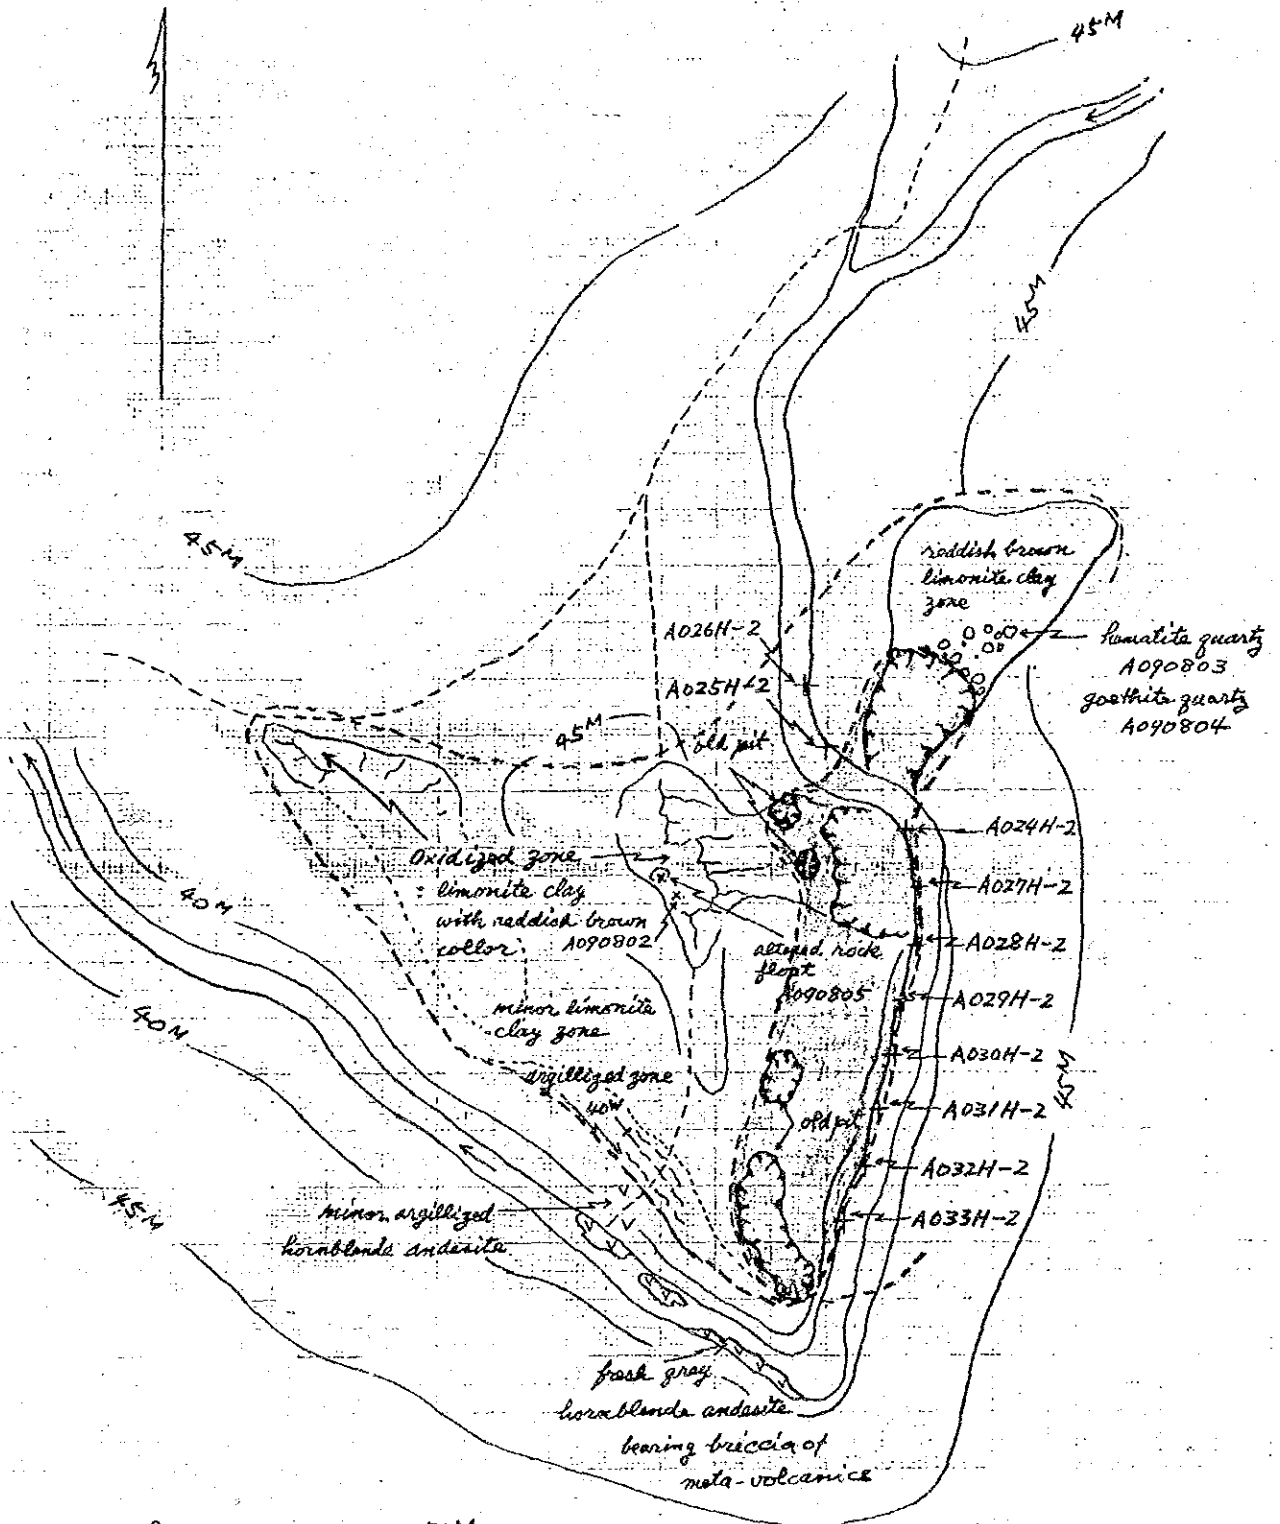 45M
45M
45M
reddish brown
limonite clay
zone
A026H-2
hematite quartz
A090803
goethite quartz
A090804
A025H-2
45M
old pit
A024H-2
Oxidized zone
: limonite clay
with reddish brown
collor
A027H-2
40M
A090802
A028H-2
altered rock
float
A090805
A029H-2
minor limonite
clay zone
40M
A030H-2
45M
argillized zone
40M
old pit
A031H-2
A032H-2
45M
minor argillized
hornblende andesite
A033H-2
fresh gray
hornblende andesite
bearing breccia of
meta-volcanics